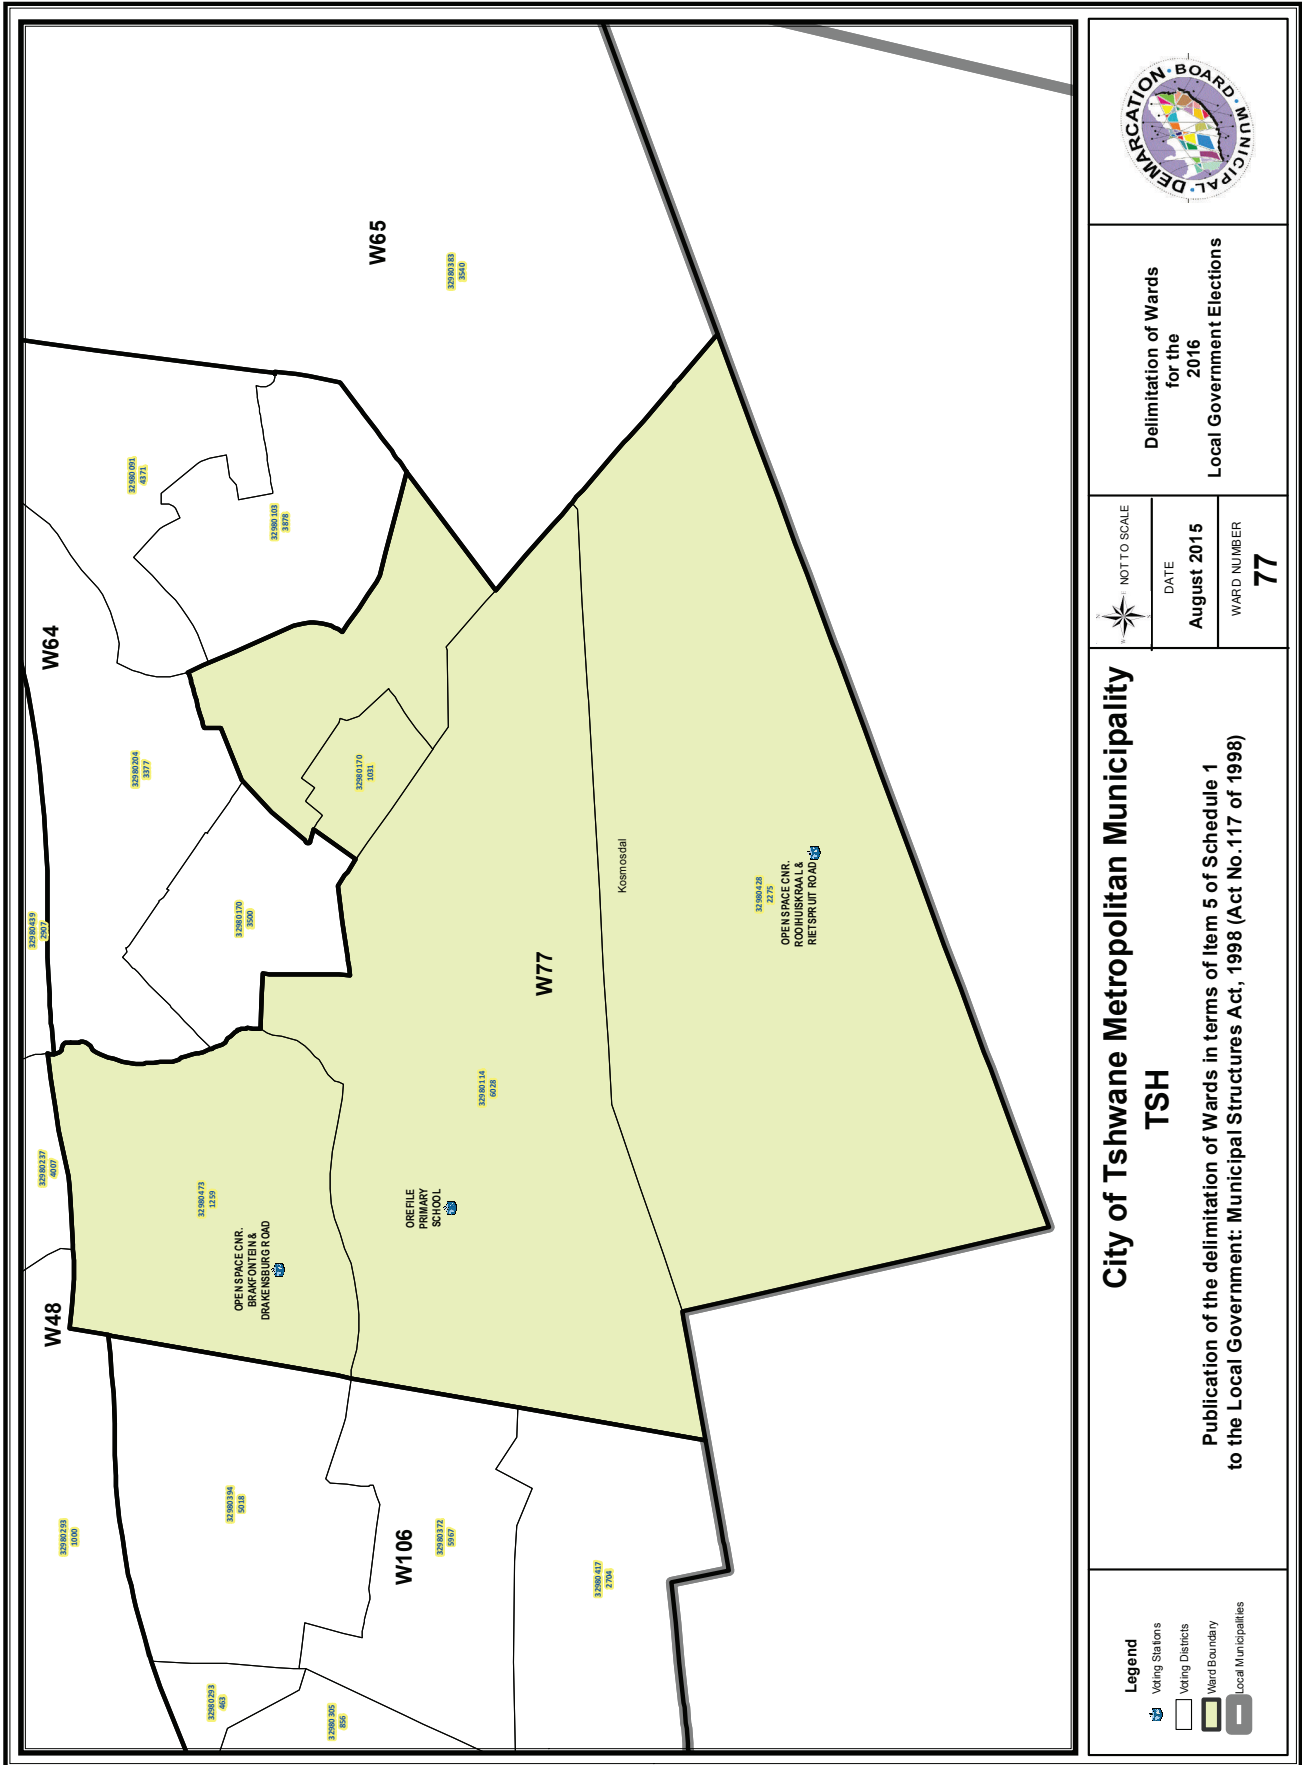 W65
32980383
3540
32980091
4371
32980103
3878
W64
32980204
3377
32980170
1031
32980439
2907
32980170
3500
Kosmosdal
32980428
2275
OPEN SPACE CNR.
ROOIHUISKRAAL &
RIETSPRUIT ROAD
W77
32980114
6028
32980237
4007
32980473
1259
OPEN SPACE CNR.
BRAKFONTEIN &
DRAKENSBURG ROAD
OREFILE
PRIMARY
SCHOOL
W48
32980293
1000
32980394
5018
W106
32980372
5967
32980417
2704
32980293
463
32980305
856
Legend
Voting Stations
Voting Districts
Ward Boundary
Local Municipalities
City of Tshwane Metropolitan Municipality
TSH
Publication of the delimitation of Wards in terms of Item 5 of Schedule 1
to the Local Government: Municipal Structures Act, 1998 (Act No.117 of 1998)
NOT TO SCALE
DATE
August 2015
WARD NUMBER
77
Delimitation of Wards
for the
2016
Local Government Elections
MUNICIPAL DEMARCATION BOARD